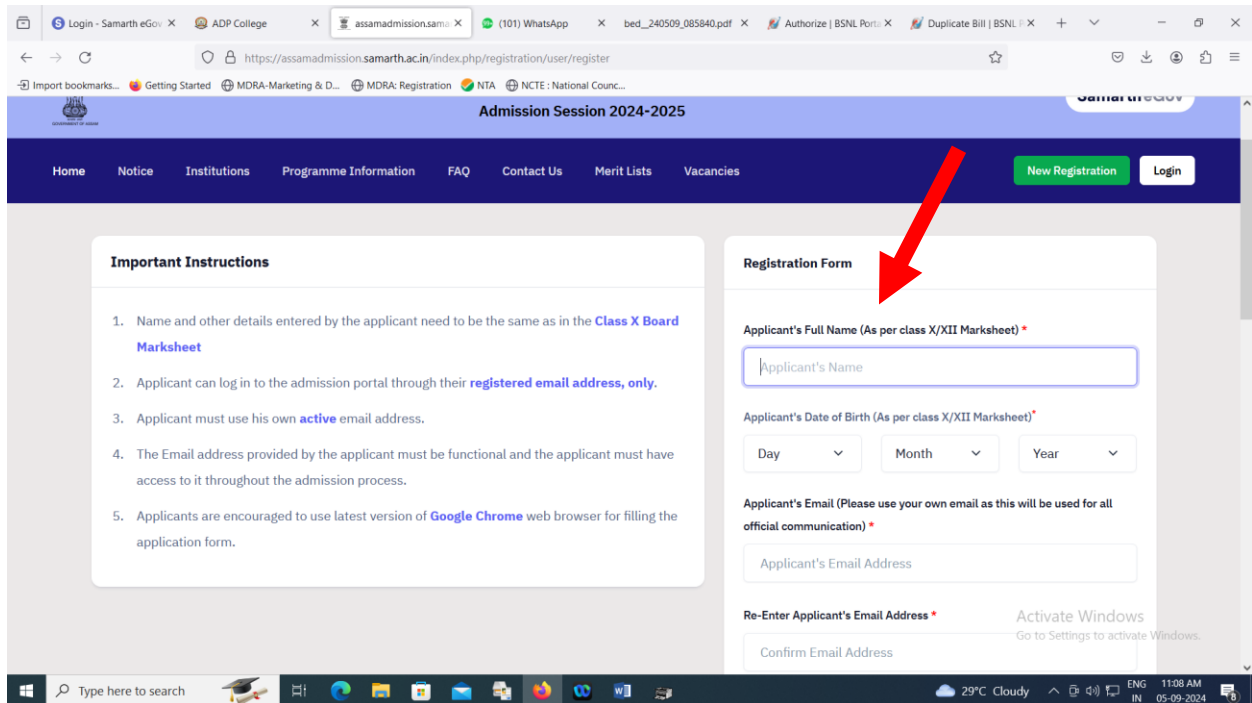 Login - Samarth eGov
ADP College
assamadmission.sama
(101) WhatsApp
bed_240509_085840.pdf
Authorize | BSNL Porta
Duplicate Bill | BSNL P
https://assamadmission.samarth.ac.in/index.php/registration/user/register
Import bookmarks... Getting Started MDRA-Marketing & D... MDRA: Registration NTA NCTE : National Counc...
SamartheGov
Admission Session 2024-2025
Home Notice Institutions Programme Information FAQ Contact Us Merit Lists Vacancies New Registration Login
Important Instructions
1. Name and other details entered by the applicant need to be the same as in the Class X Board
Marksheet
2. Applicant can log in to the admission portal through their registered email address, only.
3. Applicant must use his own active email address.
4. The Email address provided by the applicant must be functional and the applicant must have
access to it throughout the admission process.
5. Applicants are encouraged to use latest version of Google Chrome web browser for filling the
application form.
Registration Form
Applicant's Full Name (As per class X/XII Marksheet) *
Applicant's Name
Applicant's Date of Birth (As per class X/XII Marksheet)*
Day Month Year
Applicant's Email (Please use your own email as this will be used for all
official communication) *
Applicant's Email Address
Re-Enter Applicant's Email Address *
Confirm Email Address
Activate Windows
Go to Settings to activate Windows.
Type here to search
29°C Cloudy
ENG
IN
11:08 AM
05-09-2024
8